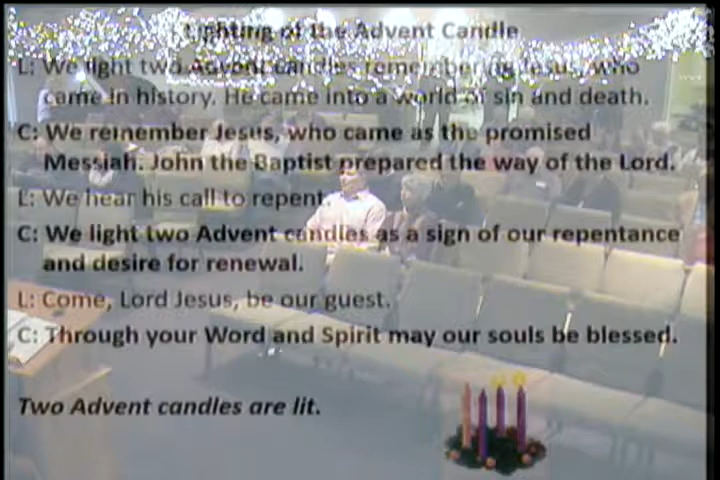 Lighting of the Advent Candle
L: We light two Advent candles remembering Jesus, who
came in history. He came into a world of sin and death.
C: We remember Jesus, who came as the promised
Messiah. John the Baptist prepared the way of the Lord.
L: We hear his call to repent.
C: We light two Advent candles as a sign of our repentance
and desire for renewal.
L: Come, Lord Jesus, be our guest.
C: Through your Word and Spirit may our souls be blessed.
Two Advent candles are lit.